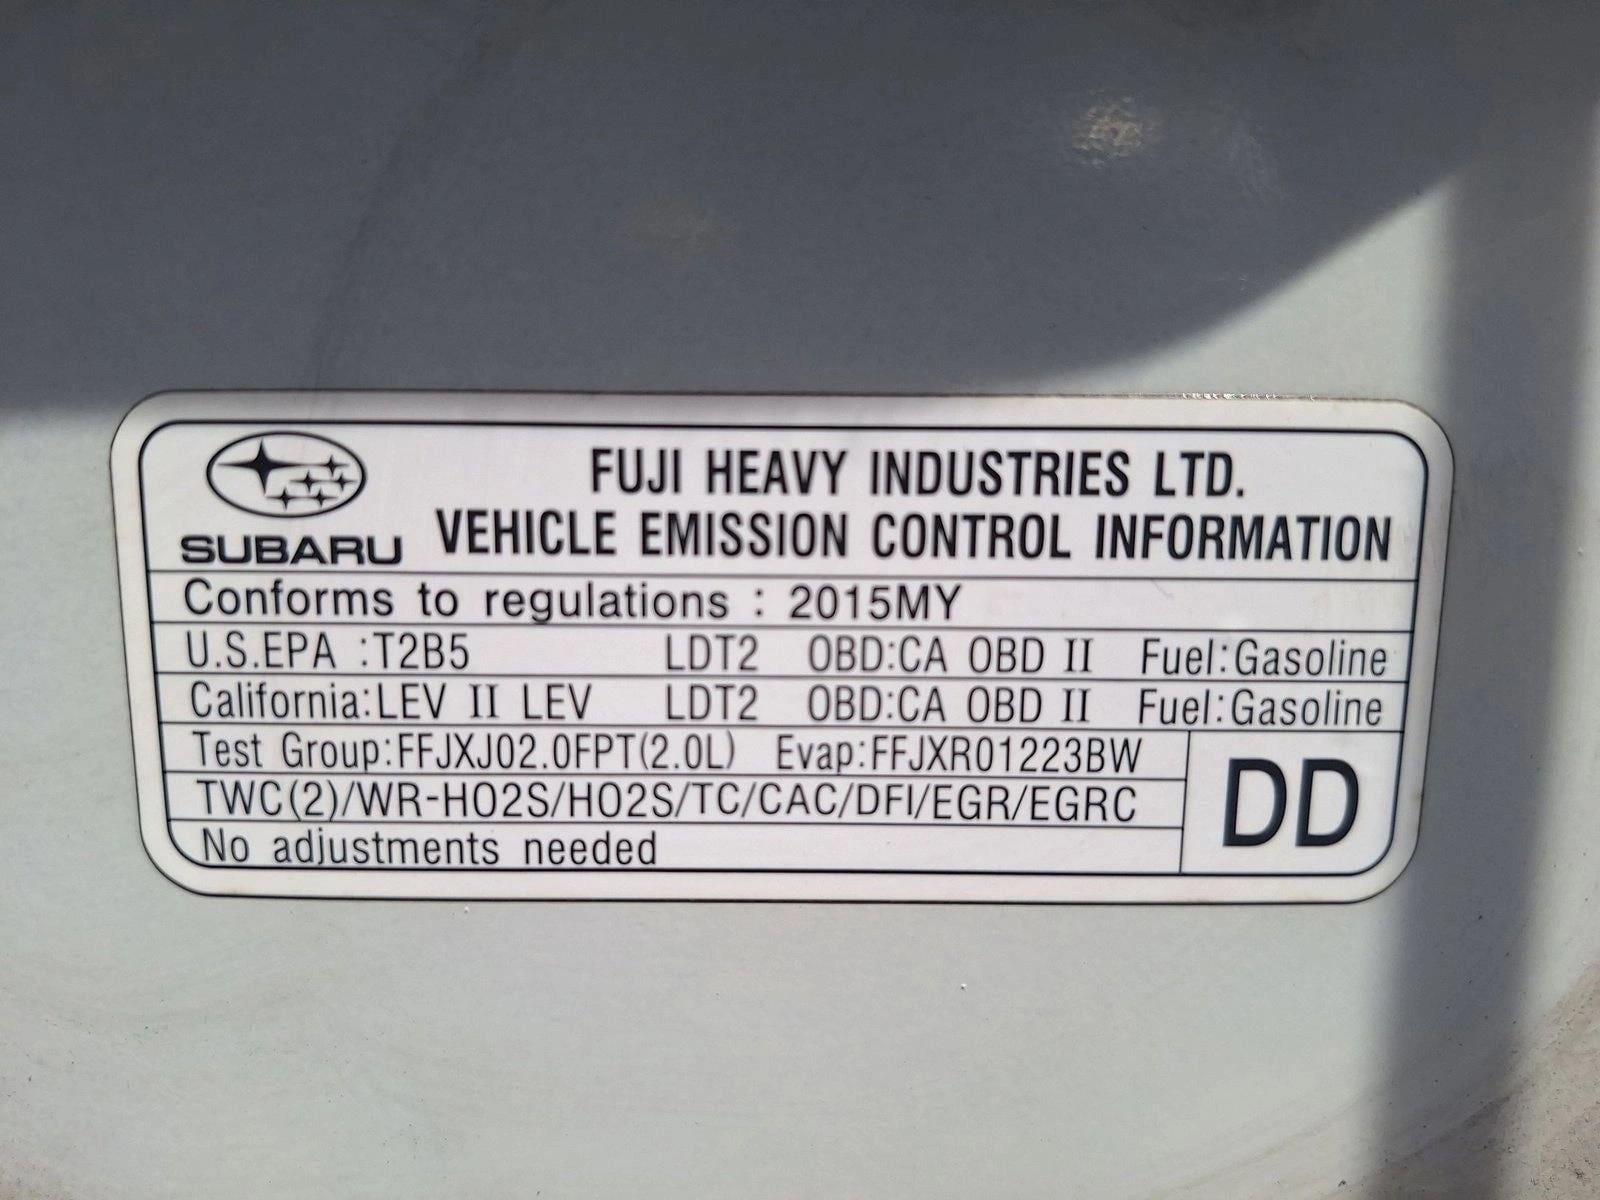 FUJI HEAVY INDUSTRIES LTD.
SUBARU VEHICLE EMISSION CONTROL INFORMATION
Conforms to regulations : 2015MY
U.S.EPA :T2B5 LDT2 OBD:CA OBD II Fuel:Gasoline
California:LEV II LEV LDT2 OBD:CA OBD II Fuel:Gasoline
Test Group:FFJXJ02.0FPT(2.0L) Evap:FFJXR01223BW
TWC(2)/WR-HO2S/HO2S/TC/CAC/DFI/EGR/EGRC
DD
No adjustments needed